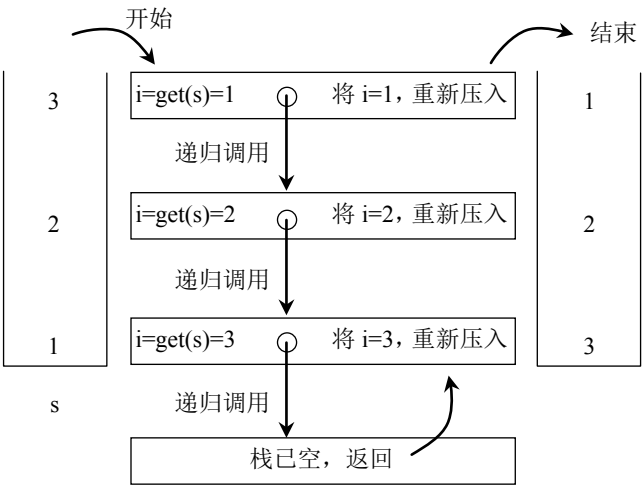 开始
结束
3
i=get(s)=1 将 i=1，重新压入
1
递归调用
2
i=get(s)=2 将 i=2，重新压入
2
递归调用
1
i=get(s)=3 将 i=3，重新压入
3
s
递归调用
栈已空，返回